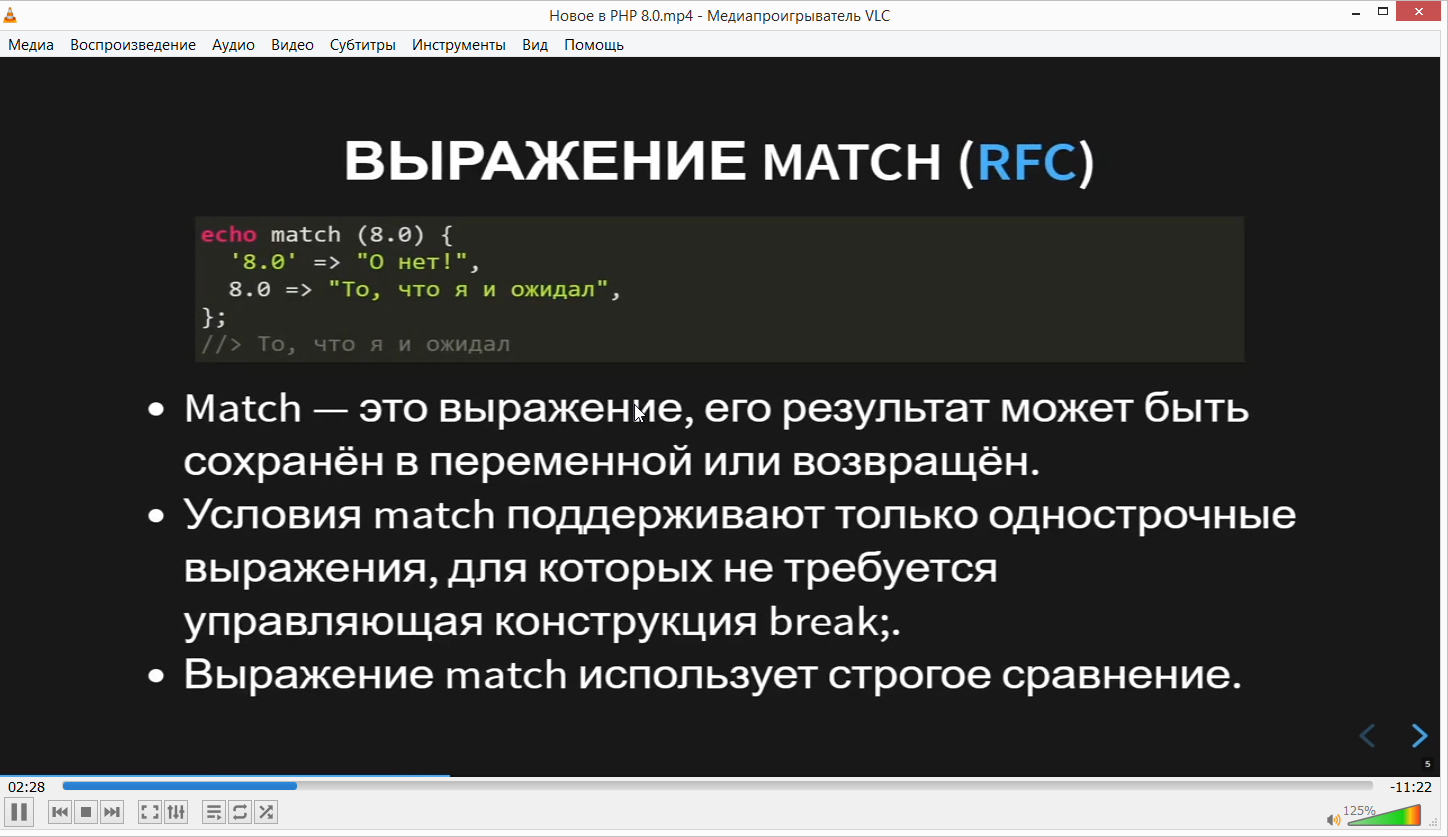 Новое в PHP 8.0.mp4 - Медиапроигрыватель VLC
Медиа Воспроизведение Аудио Видео Субтитры Инструменты Вид Помощь
ВЫРАЖЕНИЕ MATCH (RFC)
echo match (8.0) {
'8.0' => "О нет!",
8.0 => "То, что я и ожидал",
};
//> То, что я и ожидал
• Match — это выражение, его результат может быть
сохранён в переменной или возвращён.
• Условия match поддерживают только однострочные
выражения, для которых не требуется
управляющая конструкция break;.
• Выражение match использует строгое сравнение.
5
02:28 -11:22
125%